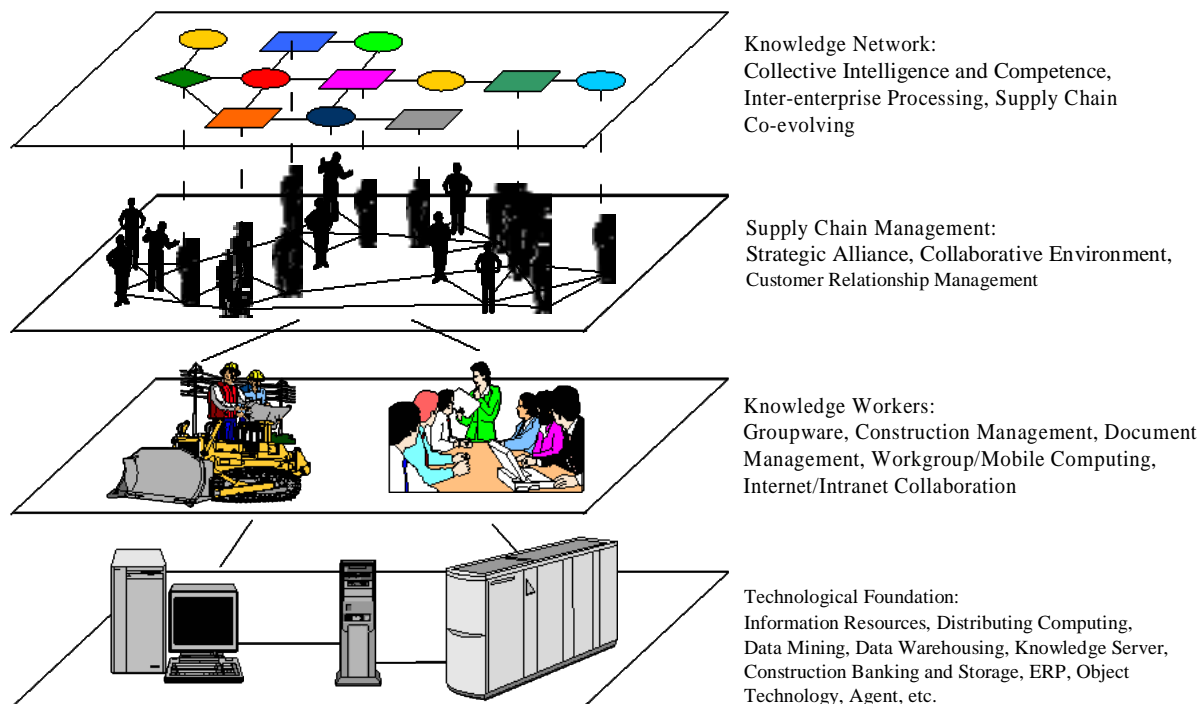 Knowledge Network:
Collective Intelligence and Competence,
Inter-enterprise Processing, Supply Chain
Co-evolving
Supply Chain Management:
Strategic Alliance, Collaborative Environment,
Customer Relationship Management
Knowledge Workers:
Groupware, Construction Management, Document
Management, Workgroup/Mobile Computing,
Internet/Intranet Collaboration
Technological Foundation:
Information Resources, Distributing Computing,
Data Mining, Data Warehousing, Knowledge Server,
Construction Banking and Storage, ERP, Object
Technology, Agent, etc.